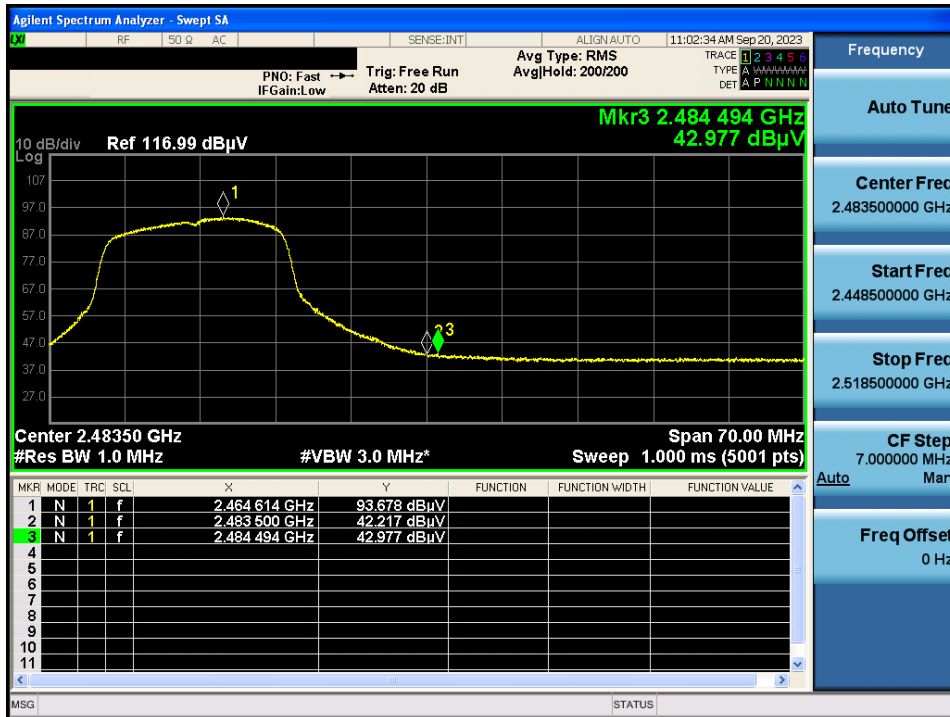 Agilent Spectrum Analyzer - Swept SA
LXI RF 50 Ω AC SENSE:INT ALIGN AUTO 11:02:34 AM Sep 20, 2023
PNO: Fast
IFGain:Low
Trig: Free Run
Atten: 20 dB
Avg Type: RMS
Avg|Hold: 200/200
TRACE 1 2 3 4 5 6
TYPE A
DET A P N N N N
Mkr3 2.484 494 GHz
42.977 dBµV
10 dB/div Ref 116.99 dBµV
Log
107
97.0
87.0
77.0
67.0
57.0
47.0
37.0
27.0
1
3
Center 2.48350 GHz Span 70.00 MHz
#Res BW 1.0 MHz #VBW 3.0 MHz* Sweep 1.000 ms (5001 pts)
MKR MODE TRC SCL X Y FUNCTION FUNCTION WIDTH FUNCTION VALUE
1 N 1 f 2.464 614 GHz 93.678 dBµV
2 N 1 f 2.483 500 GHz 42.217 dBµV
3 N 1 f 2.484 494 GHz 42.977 dBµV
4
5
6
7
8
9
10
11
MSG STATUS
Frequency
Auto Tune
Center Freq
2.483500000 GHz
Start Freq
2.448500000 GHz
Stop Freq
2.518500000 GHz
CF Step
7.000000 MHz
Auto Man
Freq Offset
0 Hz